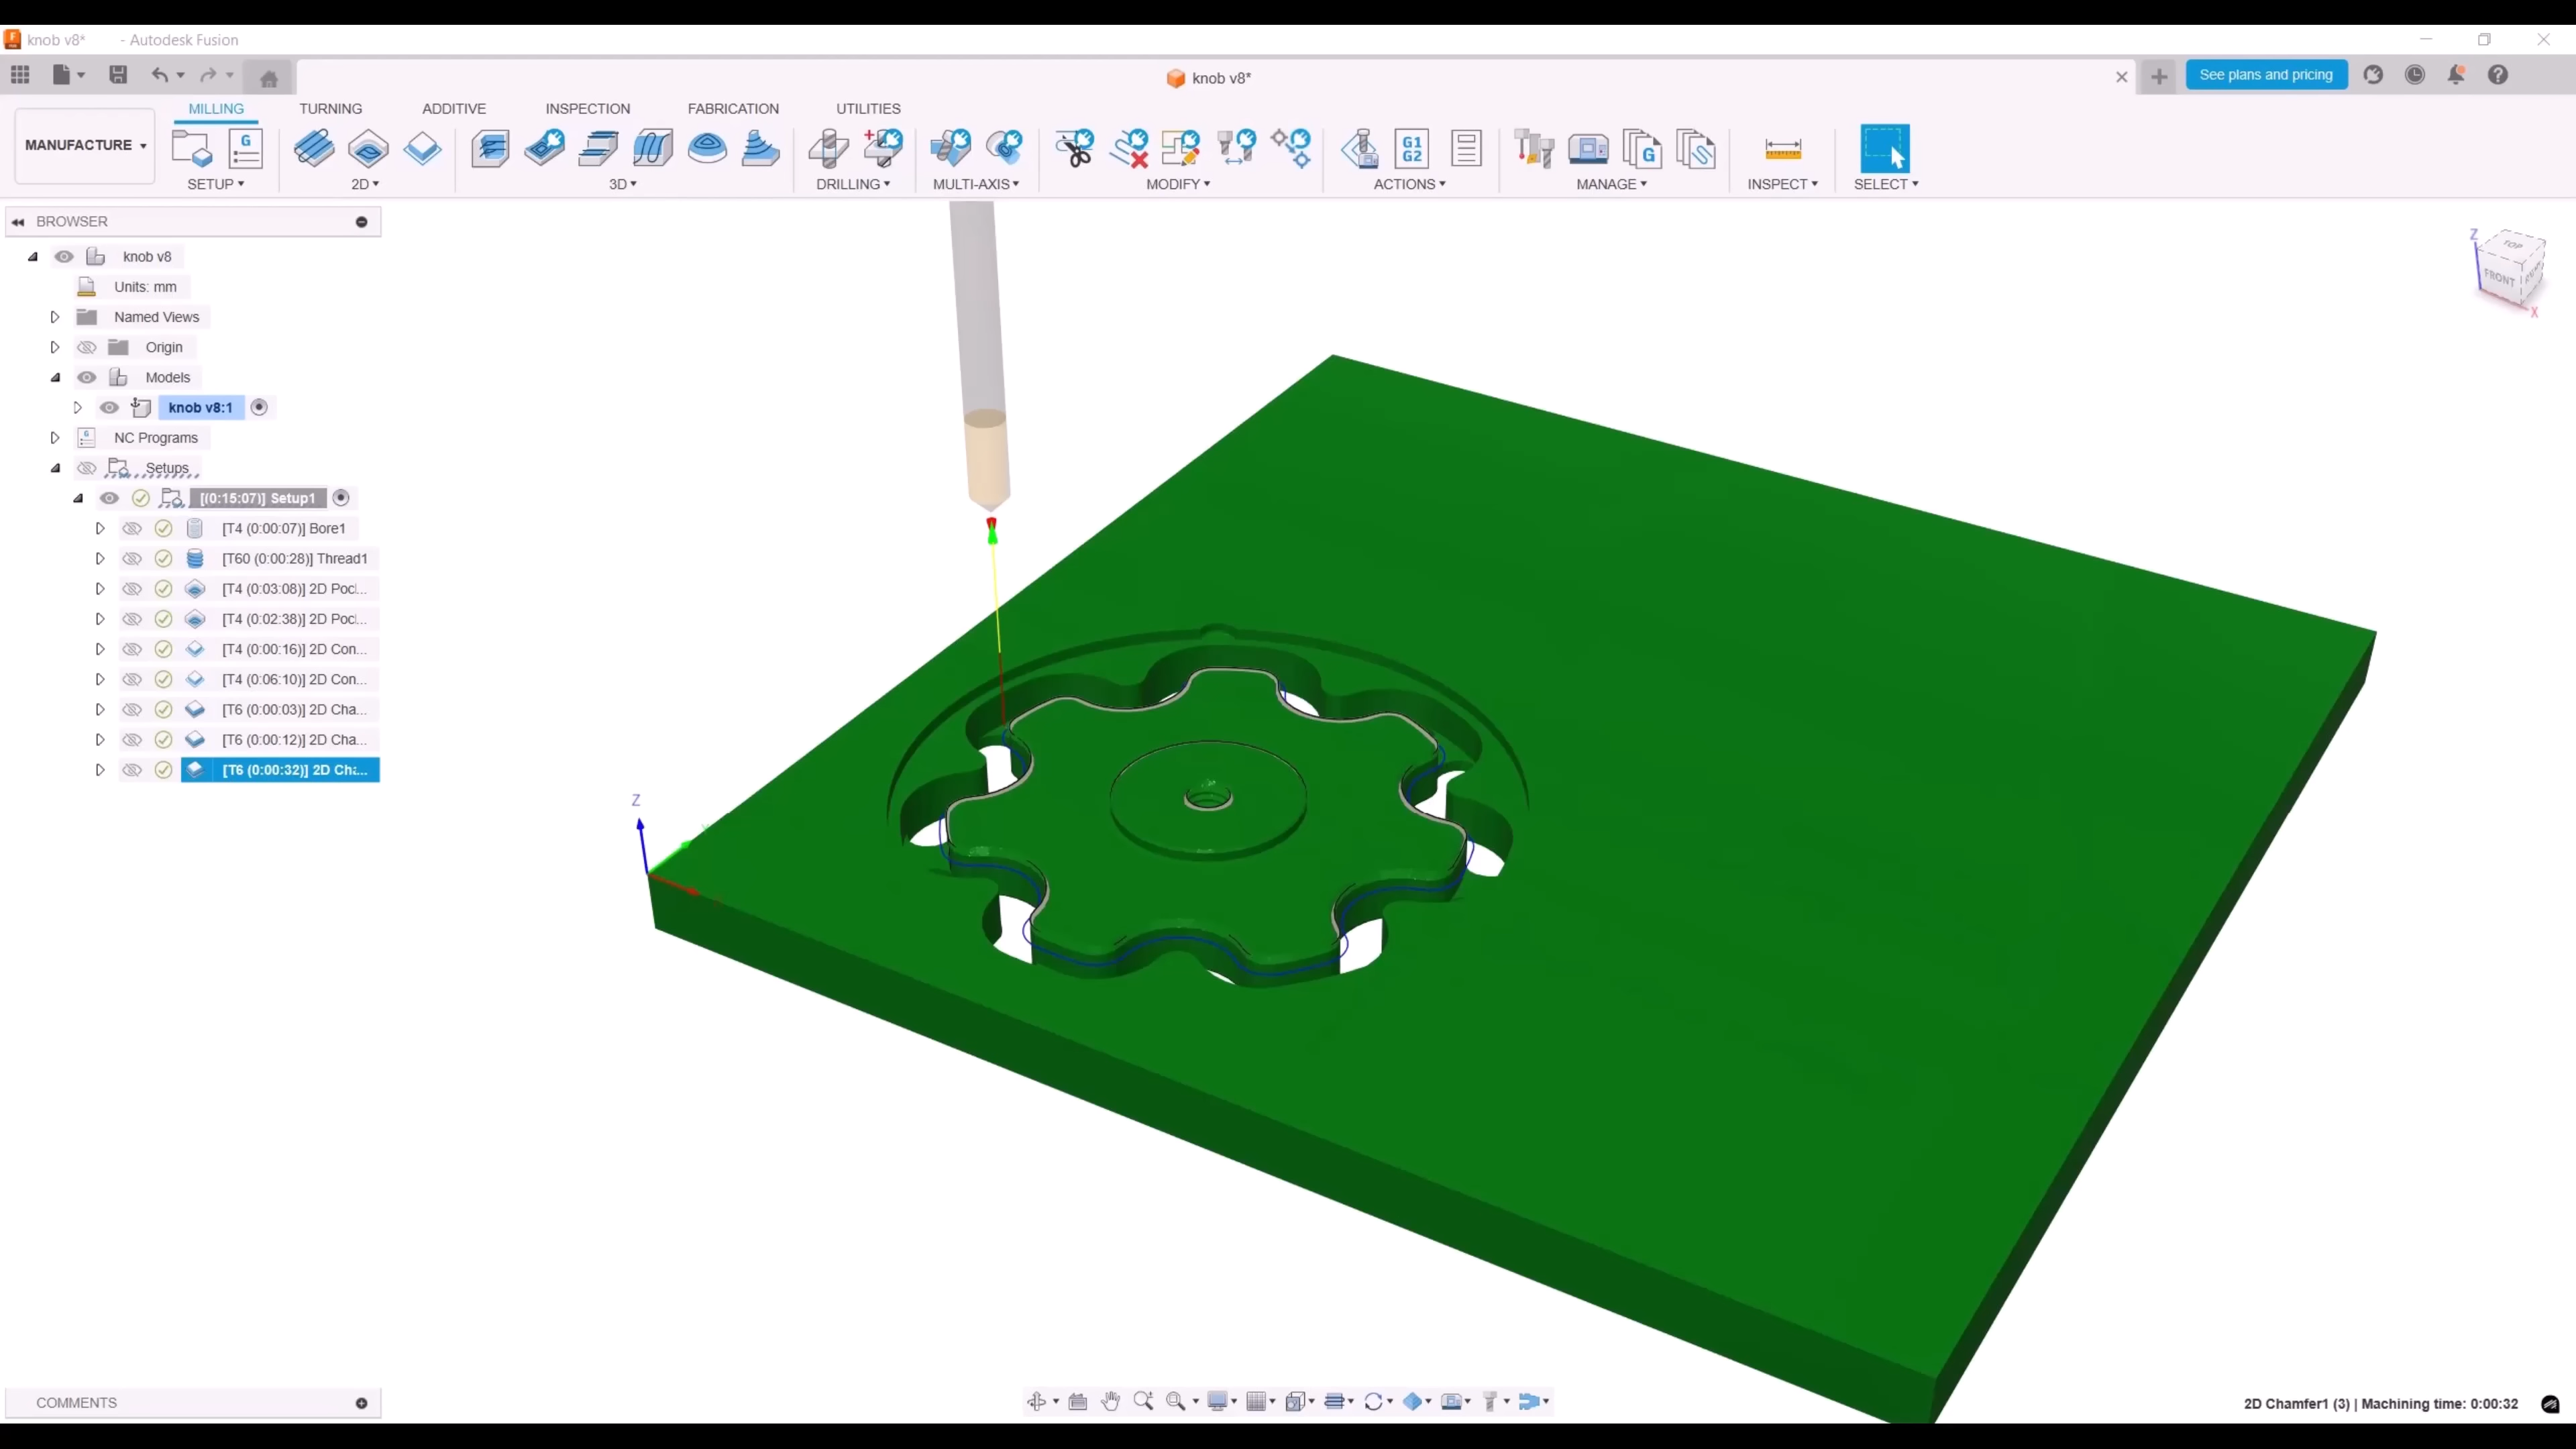 knob v8* - Autodesk Fusion
knob v8*
See plans and pricing
MILLING TURNING ADDITIVE INSPECTION FABRICATION UTILITIES
MANUFACTURE
G
G1
G2
G
SETUP 2D 3D DRILLING MULTI-AXIS MODIFY ACTIONS MANAGE INSPECT SELECT
BROWSER
knob v8
Units: mm
Named Views
Origin
Models
knob v8:1
NC Programs
Setups
[(0:15:07)] Setup1
[T4 (0:00:07)] Bore1
[T60 (0:00:28)] Thread1
[T4 (0:03:08)] 2D Poc...
[T4 (0:02:38)] 2D Poc...
[T4 (0:00:16)] 2D Con...
[T4 (0:06:10)] 2D Con...
[T6 (0:00:03)] 2D Cha...
[T6 (0:00:12)] 2D Cha...
[T6 (0:00:32)] 2D Cha...
Z
TOP
FRONT
X
Z
COMMENTS
2D Chamfer1 (3) | Machining time: 0:00:32